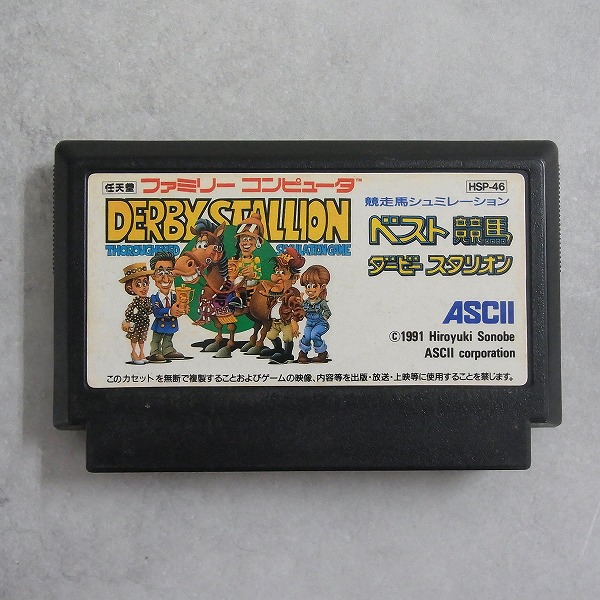 任天堂 ファミリー コンピュータ™
HSP-46
DERBY STALLION
THOROUGHBRED SIMULATION GAME
競走馬シュミレーション
ベスト競馬
ダービー スタリオン
ASCII
©1991 Hiroyuki Sonobe
ASCII corporation
このカセットを無断で複製することおよびゲームの映像、内容等を出版・放送・上映等に使用することを禁じます。